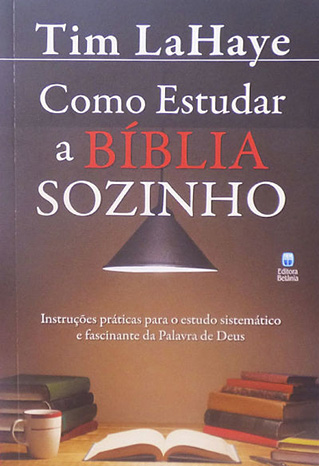 Tim LaHaye
Como Estudar
a BÍBLIA
SOZINHO
Editora
Betânia
Instruções práticas para o estudo sistemático
e fascinante da Palavra de Deus